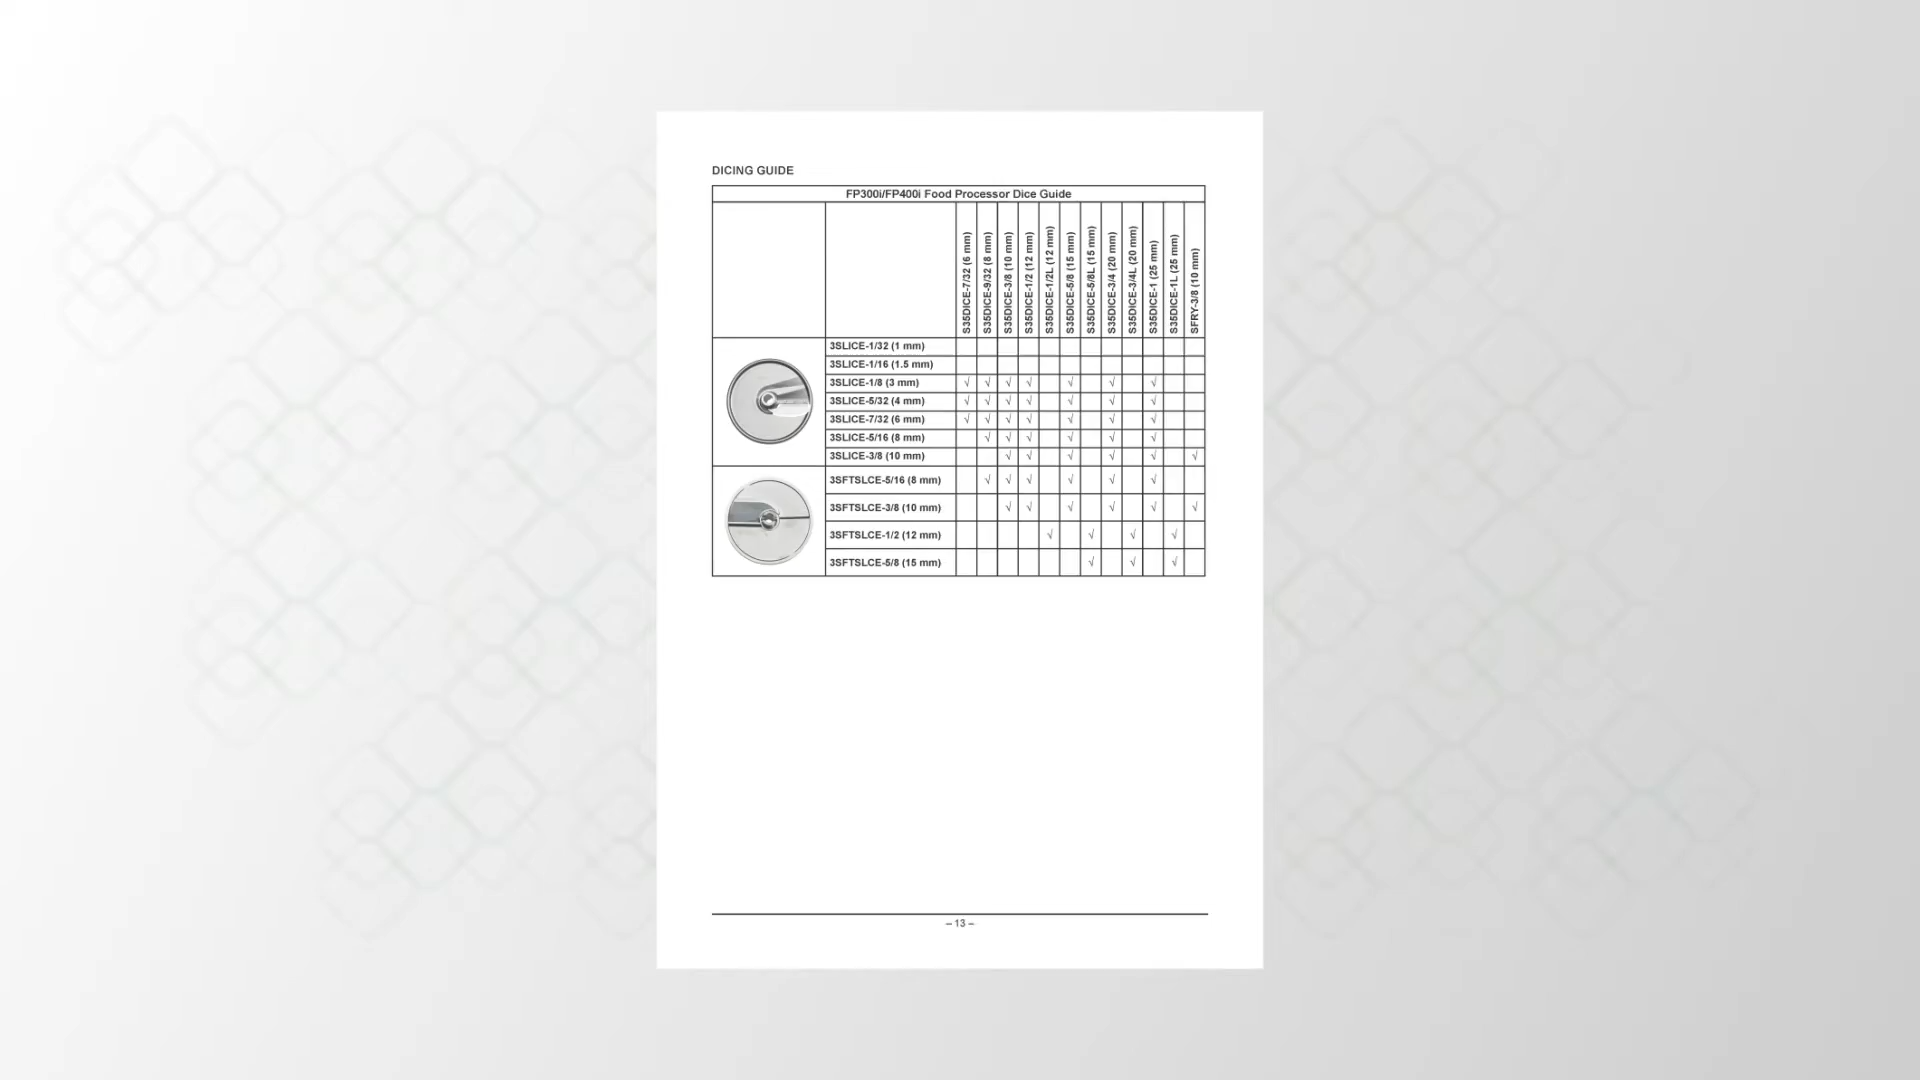 DICING GUIDE
FP300i/FP400i Food Processor Dice Guide
S35DICE-7/32 (6 mm)
S35DICE-9/32 (8 mm)
S35DICE-3/8 (10 mm)
S35DICE-1/2 (12 mm)
S35DICE-1/2L (12 mm)
S35DICE-5/8 (15 mm)
S35DICE-5/8L (15 mm)
S35DICE-3/4 (20 mm)
S35DICE-3/4L (20 mm)
S35DICE-1 (25 mm)
S35DICE-1L (25 mm)
SFRY-3/8 (10 mm)
3SLICE-1/32 (1 mm)
3SLICE-1/16 (1.5 mm)
3SLICE-1/8 (3 mm) √ √ √ √ √ √ √
3SLICE-5/32 (4 mm) √ √ √ √ √ √ √
3SLICE-7/32 (6 mm) √ √ √ √ √ √ √
3SLICE-5/16 (8 mm) √ √ √ √ √ √
3SLICE-3/8 (10 mm) √ √ √ √ √ √
3SFTSLCE-5/16 (8 mm) √ √ √ √ √ √
3SFTSLCE-3/8 (10 mm) √ √ √ √ √ √
3SFTSLCE-1/2 (12 mm) √ √ √ √
3SFTSLCE-5/8 (15 mm) √ √ √
– 13 –